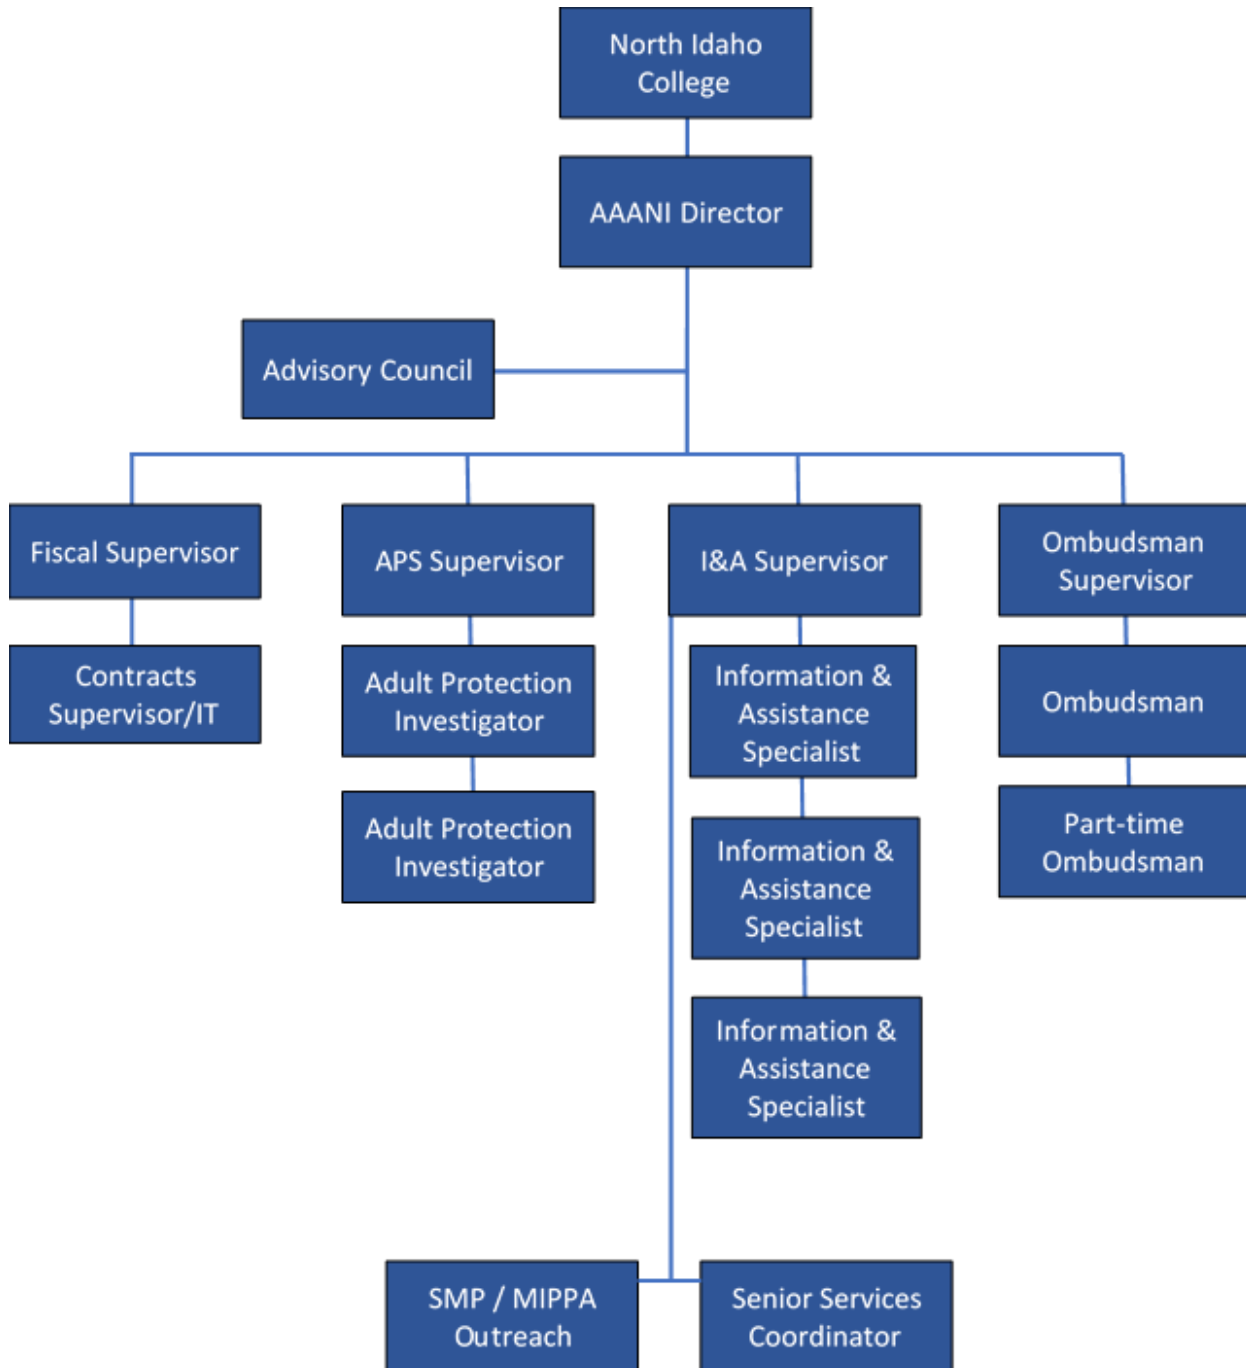 North Idaho
College
AAANI Director
Advisory Council
Fiscal Supervisor
APS Supervisor
I&A Supervisor
Ombudsman
Supervisor
Contracts
Supervisor/IT
Adult Protection
Investigator
Information &
Assistance
Specialist
Ombudsman
Adult Protection
Investigator
Information &
Assistance
Specialist
Part-time
Ombudsman
Information &
Assistance
Specialist
SMP / MIPPA
Outreach
Senior Services
Coordinator